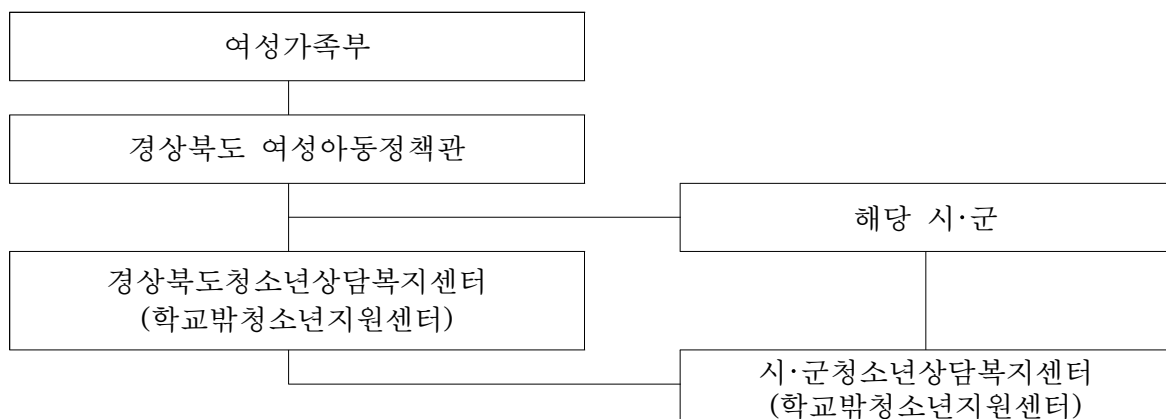 여성가족부
경상북도 여성아동정책관
해당 시·군
경상북도청소년상담복지센터
(학교밖청소년지원센터)
시·군청소년상담복지센터
(학교밖청소년지원센터)